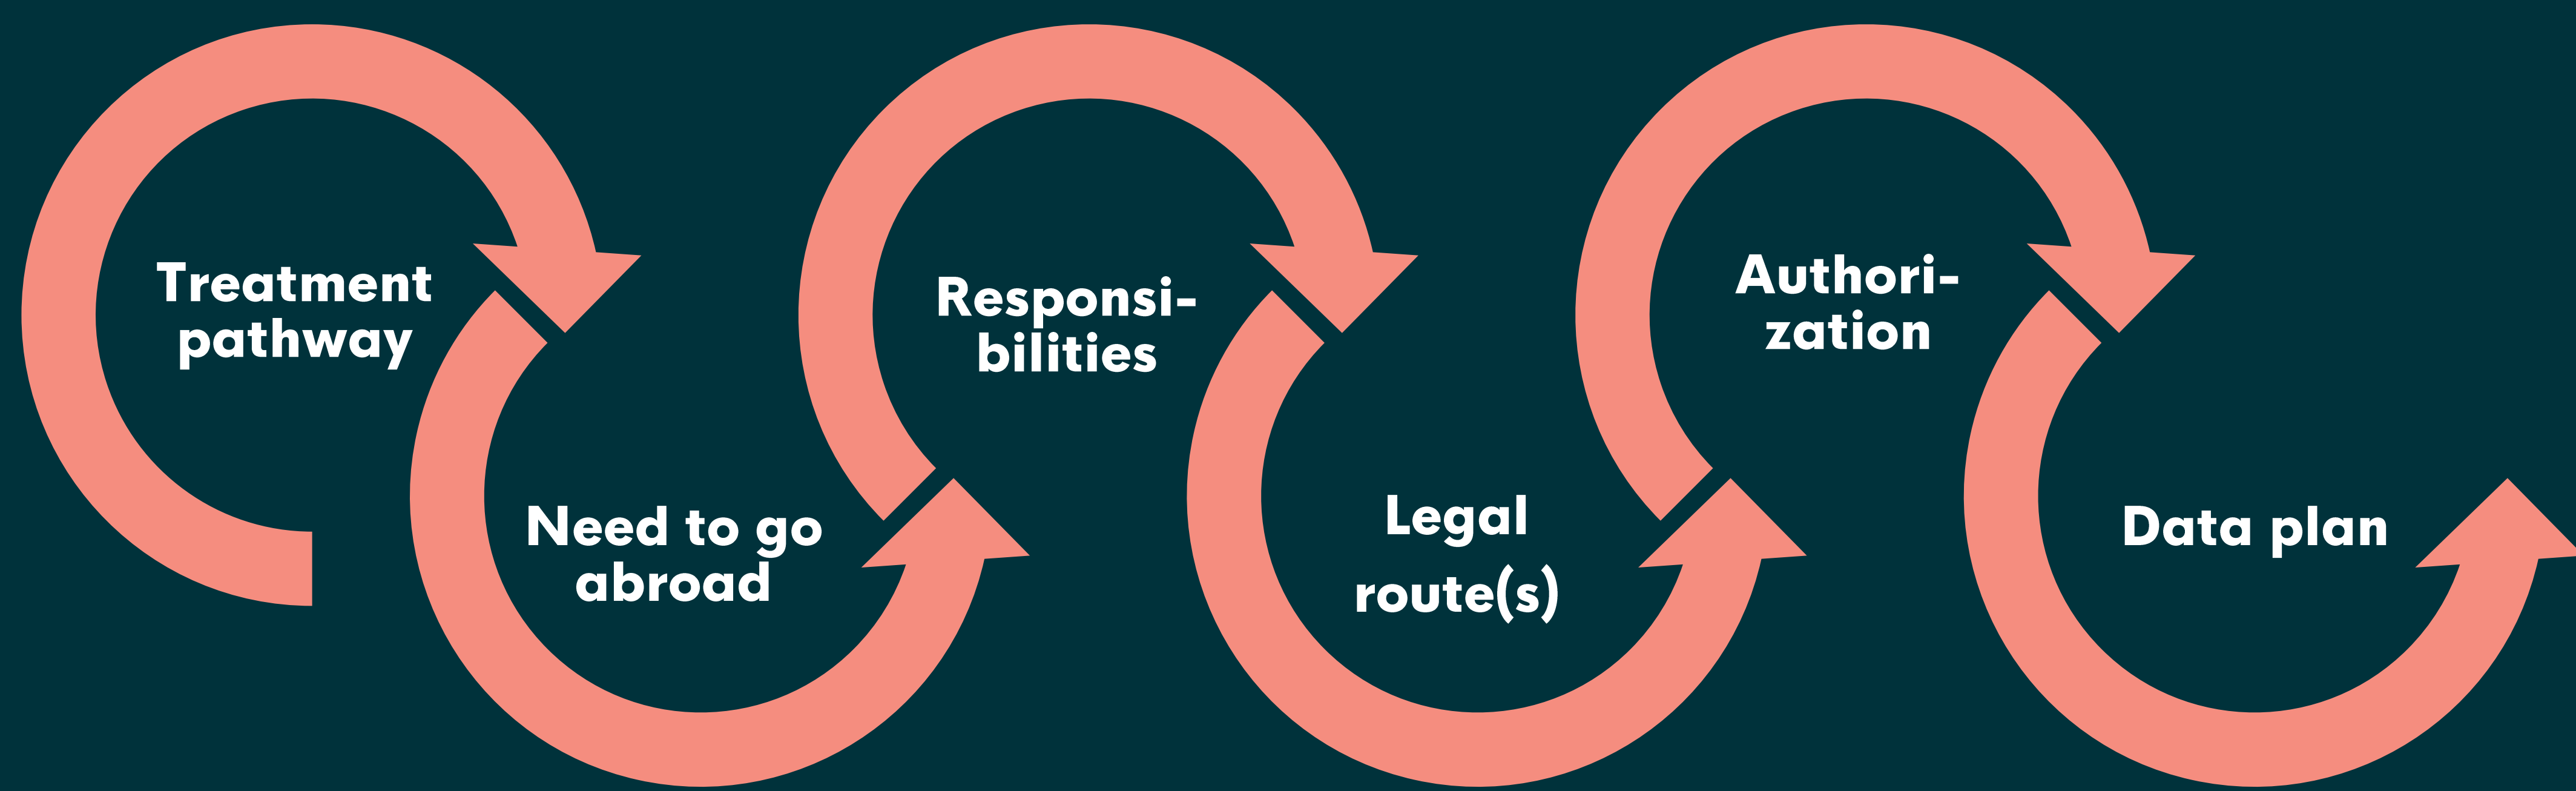 Treatment
pathway
Need to go
abroad
Responsi-
bilities
Legal
route(s)
Authori-
zation
Data plan